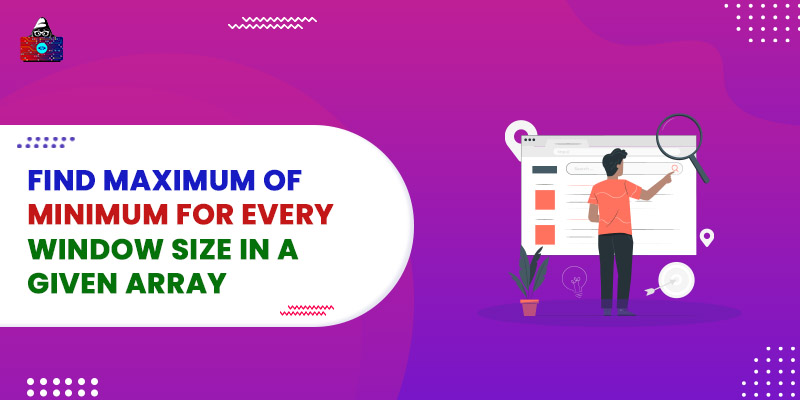 FIND MAXIMUM OF
MINIMUM FOR EVERY
WINDOW SIZE IN A
GIVEN ARRAY